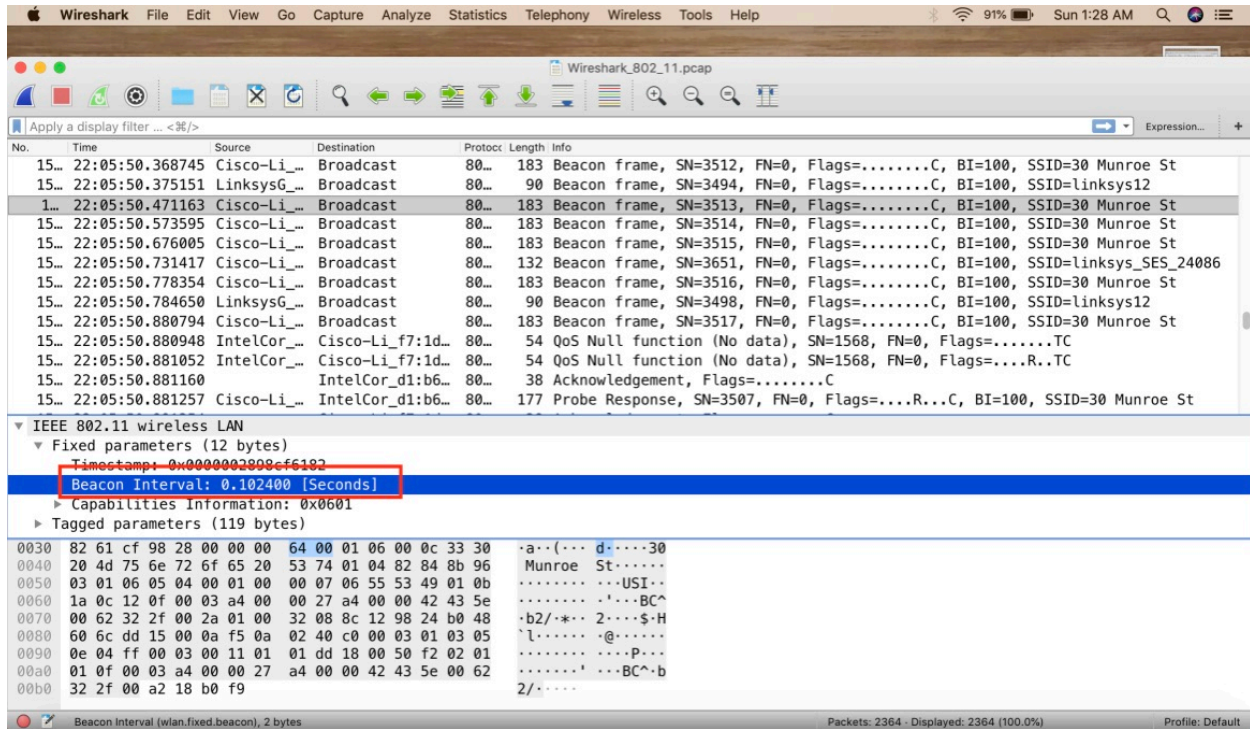 Wireshark File Edit View Go Capture Analyze Statistics Telephony Wireless Tools Help 91% Sun 1:28 AM
Wireshark_802_11.pcap
Apply a display filter ... <⌘/> Expression... +
No. Time Source Destination Protocc Length Info
15… 22:05:50.368745 Cisco-Li_… Broadcast 80… 183 Beacon frame, SN=3512, FN=0, Flags=........C, BI=100, SSID=30 Munroe St
15… 22:05:50.375151 LinksysG_… Broadcast 80… 90 Beacon frame, SN=3494, FN=0, Flags=........C, BI=100, SSID=linksys12
1… 22:05:50.471163 Cisco-Li_… Broadcast 80… 183 Beacon frame, SN=3513, FN=0, Flags=........C, BI=100, SSID=30 Munroe St
15… 22:05:50.573595 Cisco-Li_… Broadcast 80… 183 Beacon frame, SN=3514, FN=0, Flags=........C, BI=100, SSID=30 Munroe St
15… 22:05:50.676005 Cisco-Li_… Broadcast 80… 183 Beacon frame, SN=3515, FN=0, Flags=........C, BI=100, SSID=30 Munroe St
15… 22:05:50.731417 Cisco-Li_… Broadcast 80… 132 Beacon frame, SN=3651, FN=0, Flags=........C, BI=100, SSID=linksys_SES_24086
15… 22:05:50.778354 Cisco-Li_… Broadcast 80… 183 Beacon frame, SN=3516, FN=0, Flags=........C, BI=100, SSID=30 Munroe St
15… 22:05:50.784650 LinksysG_… Broadcast 80… 90 Beacon frame, SN=3498, FN=0, Flags=........C, BI=100, SSID=linksys12
15… 22:05:50.880794 Cisco-Li_… Broadcast 80… 183 Beacon frame, SN=3517, FN=0, Flags=........C, BI=100, SSID=30 Munroe St
15… 22:05:50.880948 IntelCor_… Cisco-Li_f7:1d… 80… 54 QoS Null function (No data), SN=1568, FN=0, Flags=.......TC
15… 22:05:50.881052 IntelCor_… Cisco-Li_f7:1d… 80… 54 QoS Null function (No data), SN=1568, FN=0, Flags=....R..TC
15… 22:05:50.881160 IntelCor_d1:b6… 80… 38 Acknowledgement, Flags=........C
15… 22:05:50.881257 Cisco-Li_… IntelCor_d1:b6… 80… 177 Probe Response, SN=3507, FN=0, Flags=....R...C, BI=100, SSID=30 Munroe St
IEEE 802.11 wireless LAN
Fixed parameters (12 bytes)
Timestamp: 0x0000002898cf6182
Beacon Interval: 0.102400 [Seconds]
Capabilities Information: 0x0601
Tagged parameters (119 bytes)
0030 82 61 cf 98 28 00 00 00 64 00 01 06 00 0c 33 30 ·a··(··· d·····30
0040 20 4d 75 6e 72 6f 65 20 53 74 01 04 82 84 8b 96 Munroe St······
0050 03 01 06 05 04 00 01 00 00 07 06 55 53 49 01 0b ········ ···USI··
0060 1a 0c 12 0f 00 03 a4 00 00 27 a4 00 00 42 43 5e ········ ·'···BC^
0070 00 62 32 2f 00 2a 01 00 32 08 8c 12 98 24 b0 48 ·b2/·*·· 2····$·H
0080 60 6c dd 15 00 0a f5 0a 02 40 c0 00 03 01 03 05 `l······ ·@······
0090 0e 04 ff 00 03 00 11 01 01 dd 18 00 50 f2 02 01 ········ ····P···
00a0 01 0f 00 03 a4 00 00 27 a4 00 00 42 43 5e 00 62 ·······' ···BC^·b
00b0 32 2f 00 a2 18 b0 f9 2/·····
Beacon Interval (wlan.fixed.beacon), 2 bytes Packets: 2364 · Displayed: 2364 (100.0%) Profile: Default